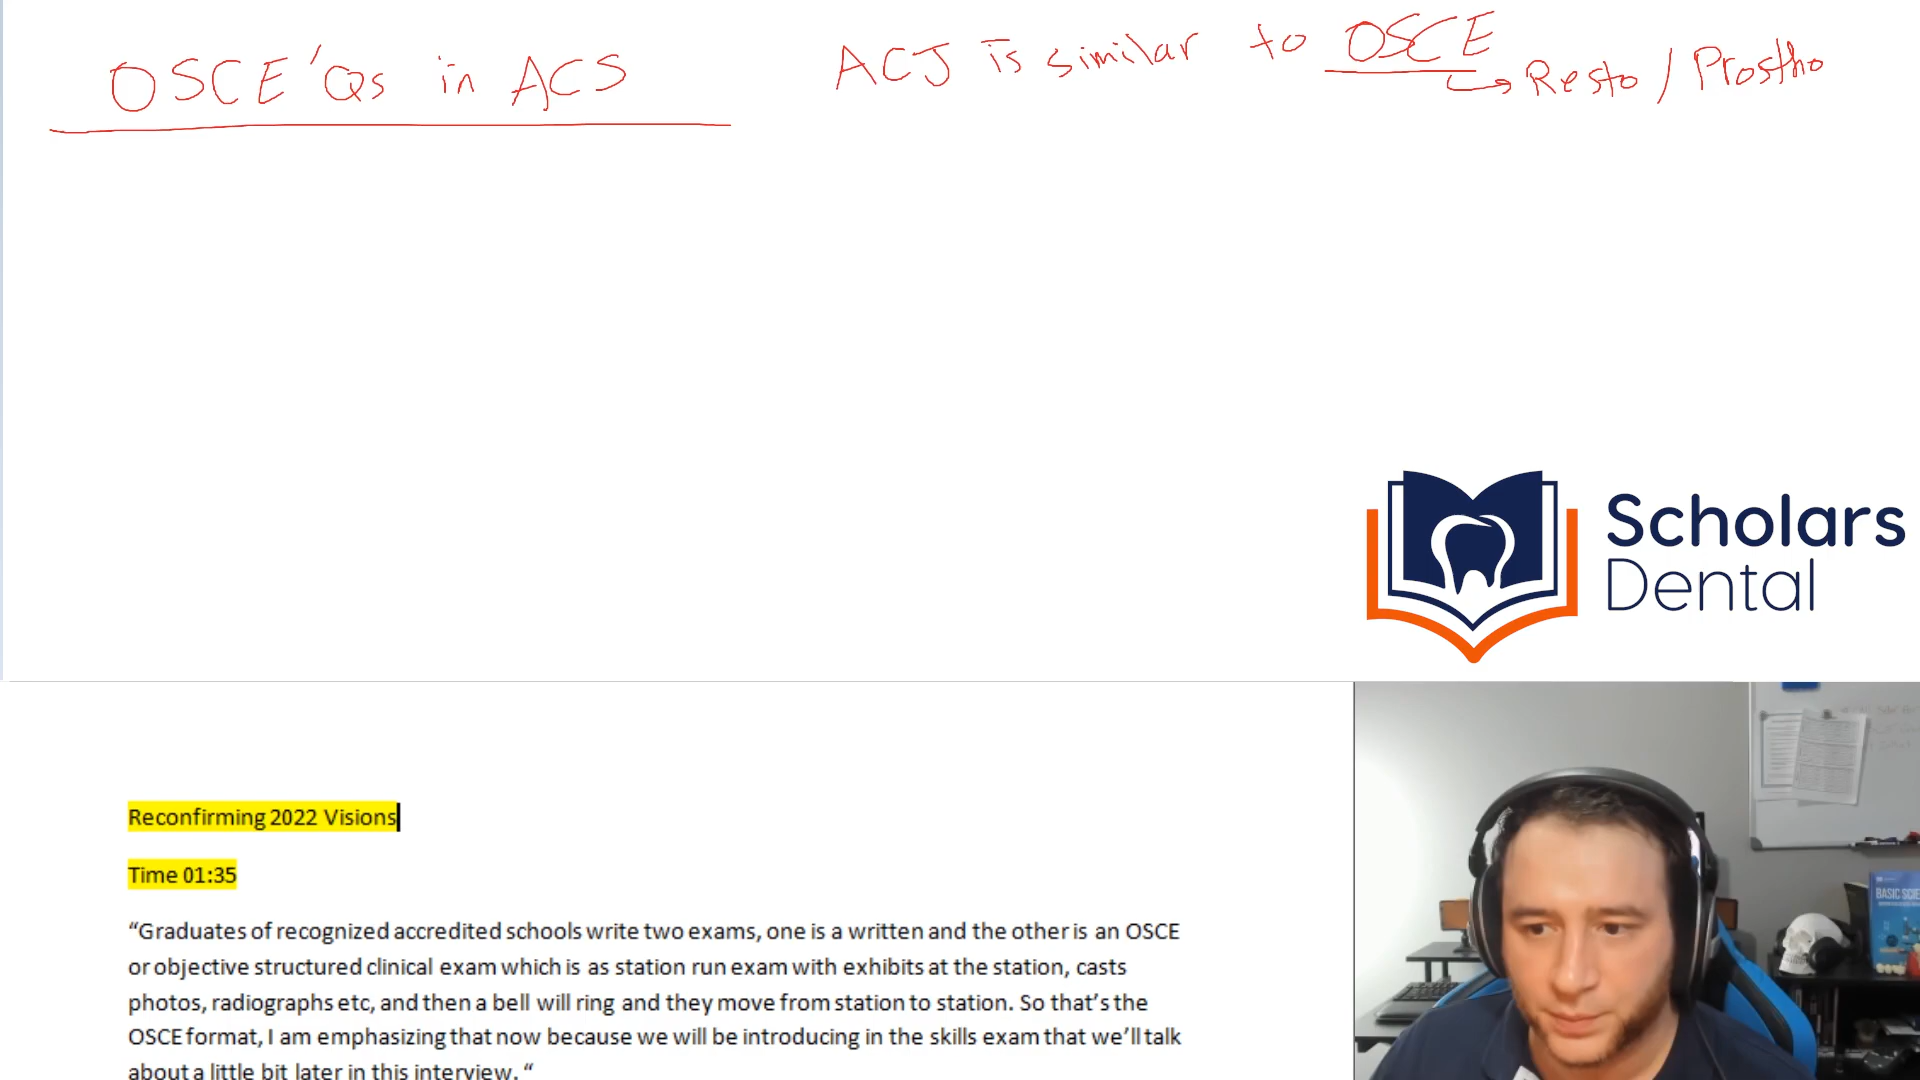 OSCE'Qs in ACS
ACJ is similar to OSCE
Resto / Prostho
Scholars
Dental
Reconfirming 2022 Visions
Time 01:35
“Graduates of recognized accredited schools write two exams, one is a written and the other is an OSCE
or objective structured clinical exam which is as station run exam with exhibits at the station, casts
photos, radiographs etc, and then a bell will ring and they move from station to station. So that’s the
OSCE format, I am emphasizing that now because we will be introducing in the skills exam that we’ll talk
about a little bit later in this interview. “
BASIC SCIE